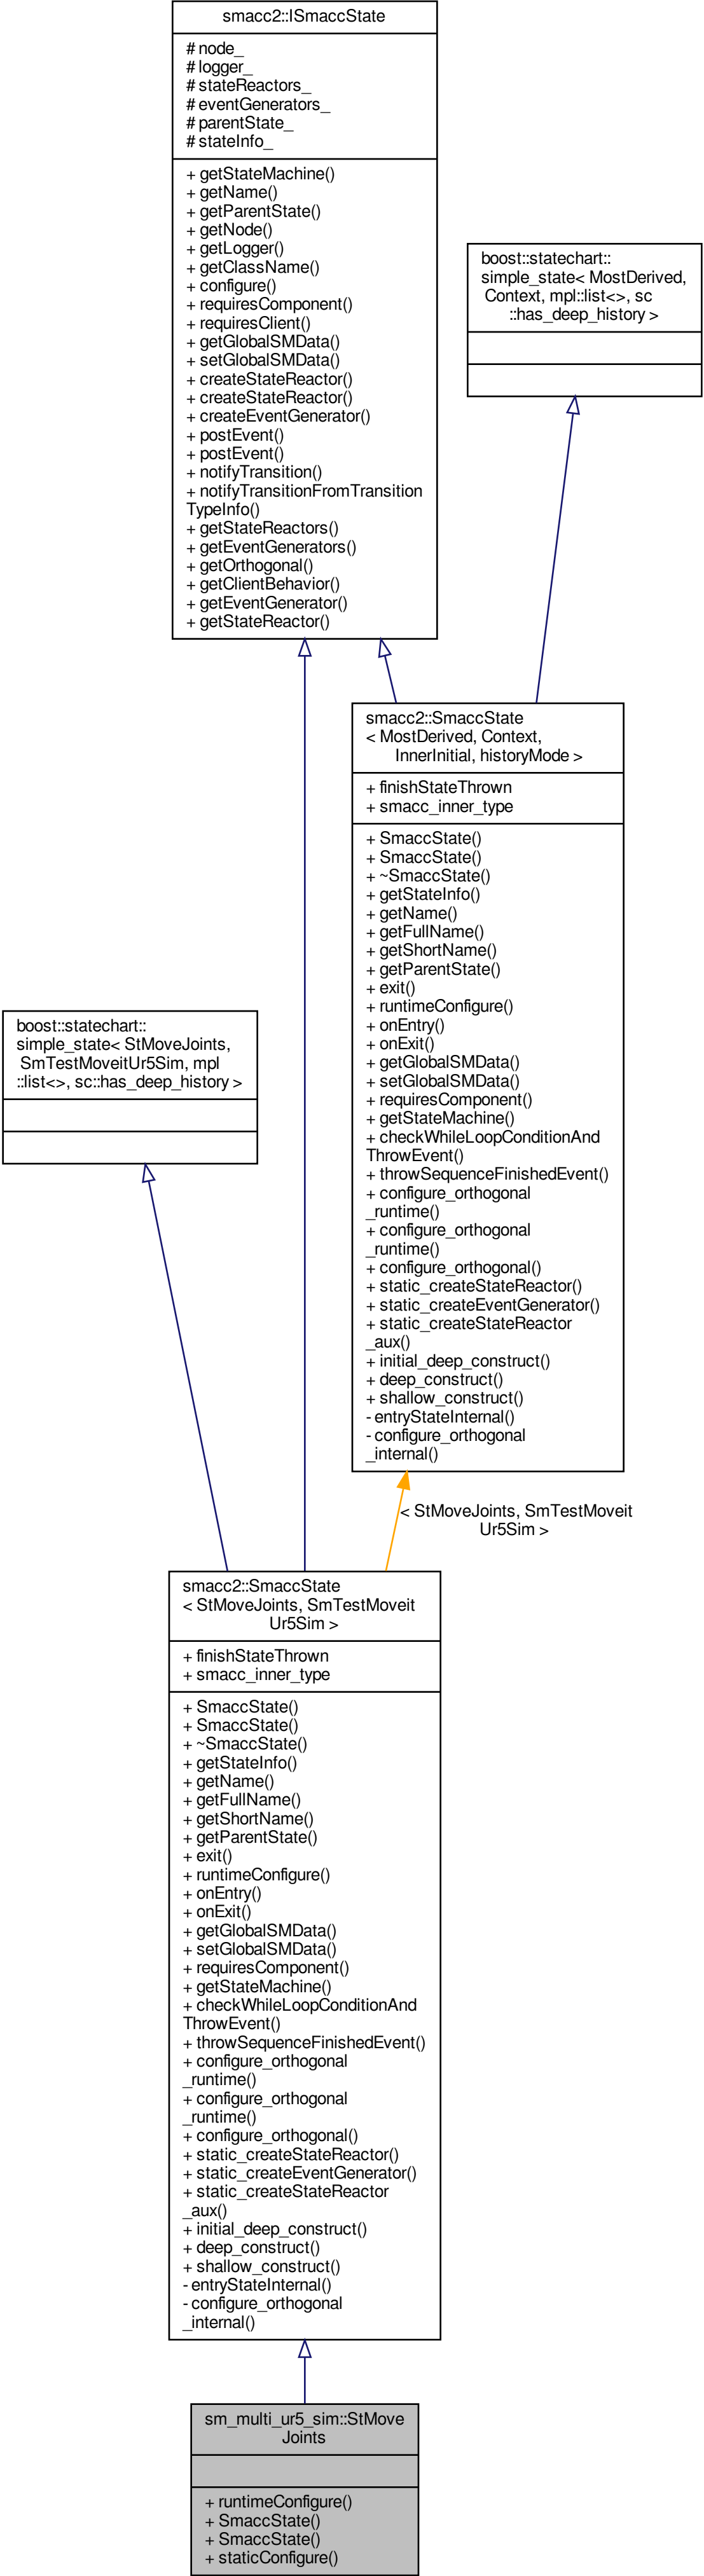 smacc2::ISmaccState
# node_
# logger_
# stateReactors_
# eventGenerators_
# parentState_
# stateInfo_
+ getStateMachine()
+ getName()
+ getParentState()
+ getNode()
+ getLogger()
+ getClassName()
+ configure()
+ requiresComponent()
+ requiresClient()
+ getGlobalSMData()
+ setGlobalSMData()
+ createStateReactor()
+ createStateReactor()
+ createEventGenerator()
+ postEvent()
+ postEvent()
+ notifyTransition()
+ notifyTransitionFromTransition
TypeInfo()
+ getStateReactors()
+ getEventGenerators()
+ getOrthogonal()
+ getClientBehavior()
+ getEventGenerator()
+ getStateReactor()
boost::statechart::
simple_state< MostDerived,
Context, mpl::list<>, sc
::has_deep_history >
smacc2::SmaccState
< MostDerived, Context,
InnerInitial, historyMode >
+ finishStateThrown
+ smacc_inner_type
+ SmaccState()
+ SmaccState()
+ ~SmaccState()
+ getStateInfo()
+ getName()
+ getFullName()
+ getShortName()
+ getParentState()
+ exit()
+ runtimeConfigure()
+ onEntry()
+ onExit()
+ getGlobalSMData()
+ setGlobalSMData()
+ requiresComponent()
+ getStateMachine()
+ checkWhileLoopConditionAnd
ThrowEvent()
+ throwSequenceFinishedEvent()
+ configure_orthogonal
_runtime()
+ configure_orthogonal
_runtime()
+ configure_orthogonal()
+ static_createStateReactor()
+ static_createEventGenerator()
+ static_createStateReactor
_aux()
+ initial_deep_construct()
+ deep_construct()
+ shallow_construct()
- entryStateInternal()
- configure_orthogonal
_internal()
boost::statechart::
simple_state< StMoveJoints,
SmTestMoveitUr5Sim, mpl
::list<>, sc::has_deep_history >
< StMoveJoints, SmTestMoveit
Ur5Sim >
smacc2::SmaccState
< StMoveJoints, SmTestMoveit
Ur5Sim >
+ finishStateThrown
+ smacc_inner_type
+ SmaccState()
+ SmaccState()
+ ~SmaccState()
+ getStateInfo()
+ getName()
+ getFullName()
+ getShortName()
+ getParentState()
+ exit()
+ runtimeConfigure()
+ onEntry()
+ onExit()
+ getGlobalSMData()
+ setGlobalSMData()
+ requiresComponent()
+ getStateMachine()
+ checkWhileLoopConditionAnd
ThrowEvent()
+ throwSequenceFinishedEvent()
+ configure_orthogonal
_runtime()
+ configure_orthogonal
_runtime()
+ configure_orthogonal()
+ static_createStateReactor()
+ static_createEventGenerator()
+ static_createStateReactor
_aux()
+ initial_deep_construct()
+ deep_construct()
+ shallow_construct()
- entryStateInternal()
- configure_orthogonal
_internal()
sm_multi_ur5_sim::StMove
Joints
+ runtimeConfigure()
+ SmaccState()
+ SmaccState()
+ staticConfigure()